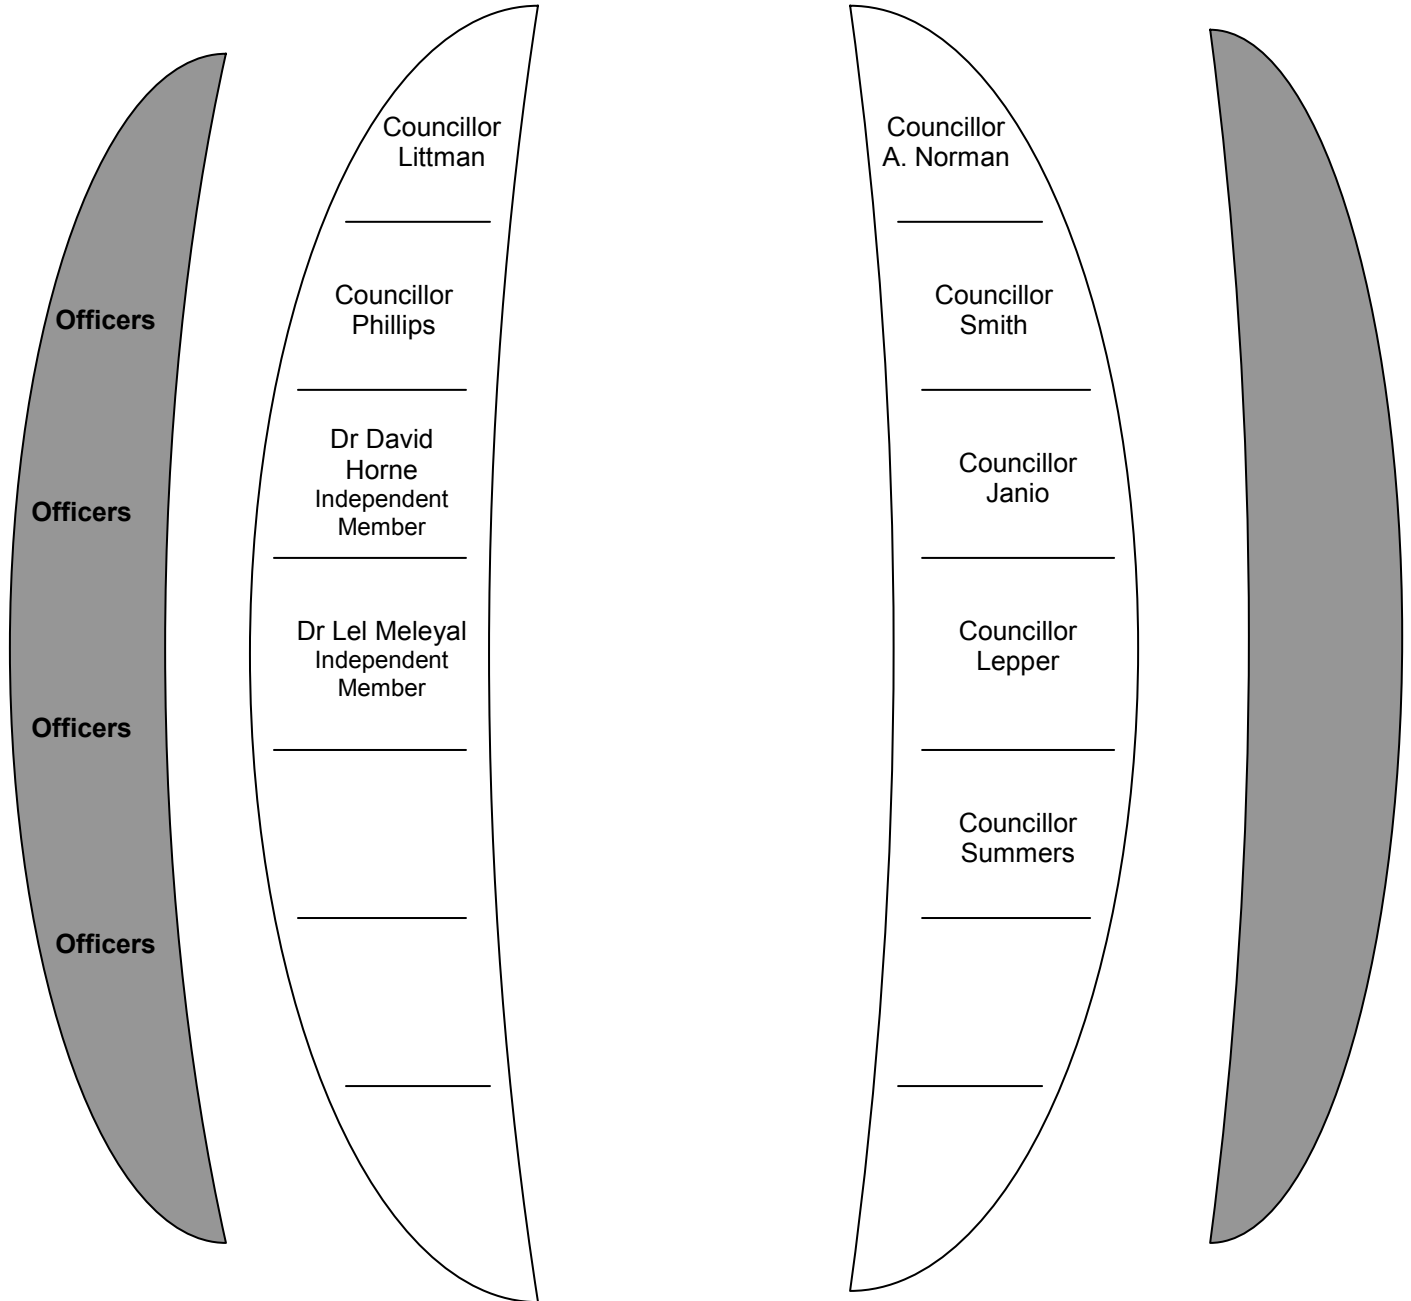 Councillor
Littman
Councillor
A. Norman
Officers
Councillor
Phillips
Councillor
Smith
Officers
Dr David
Horne
Independent
Member
Councillor
Janio
Dr Lel Meleyal
Independent
Member
Councillor
Lepper
Officers
Councillor
Summers
Officers